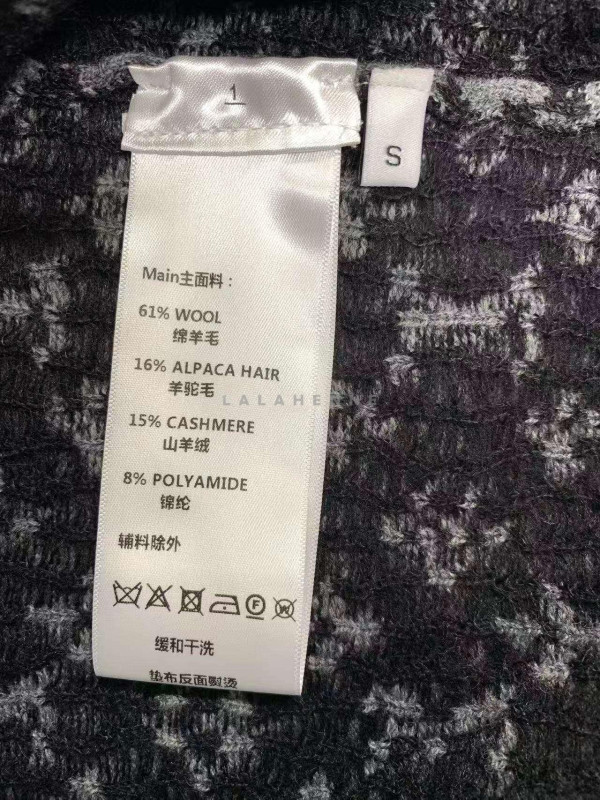 1
S
Main主面料：
61% WOOL
绵羊毛
16% ALPACA HAIR
羊驼毛
15% CASHMERE
山羊绒
8% POLYAMIDE
锦纶
辅料除外
F
W
缓和干洗
垫布反面熨烫